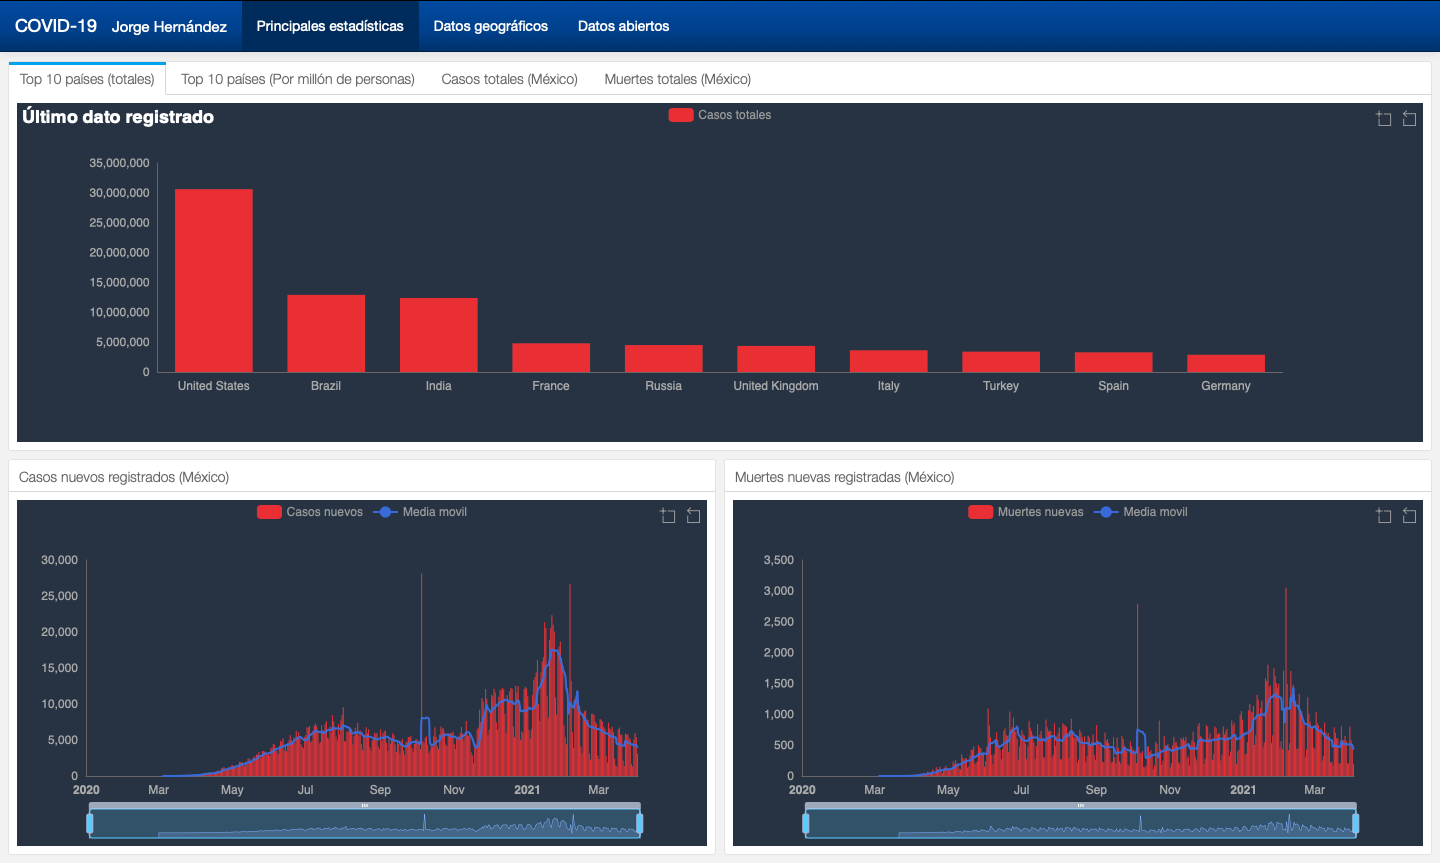 COVID-19 Jorge Hernández Principales estadísticas Datos geográficos Datos abiertos
Top 10 países (totales) Top 10 países (Por millón de personas) Casos totales (México) Muertes totales (México)
Último dato registrado
Casos totales
35,000,000
30,000,000
25,000,000
20,000,000
15,000,000
10,000,000
5,000,000
0
United States Brazil India France Russia United Kingdom Italy Turkey Spain Germany
Casos nuevos registrados (México)
Casos nuevos Media movil
30,000
25,000
20,000
15,000
10,000
5,000
0
2020 Mar May Jul Sep Nov 2021 Mar
Muertes nuevas registradas (México)
Muertes nuevas Media movil
3,500
3,000
2,500
2,000
1,500
1,000
500
0
2020 Mar May Jul Sep Nov 2021 Mar